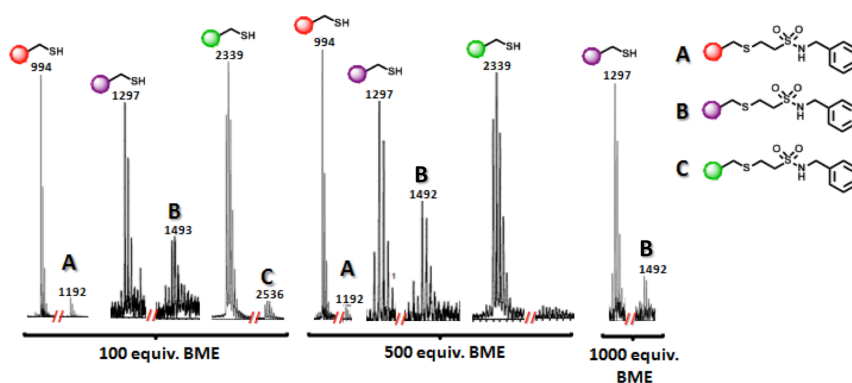 SH
994
A
1192
SH
1297
B
1493
SH
2339
C
2536
100 equiv. BME
SH
994
A
1192
SH
1297
B
1492
SH
2339
500 equiv. BME
SH
1297
B
1492
1000 equiv.
BME
A
S
O O
S
N
H
B
S
O O
S
N
H
C
S
O O
S
N
H